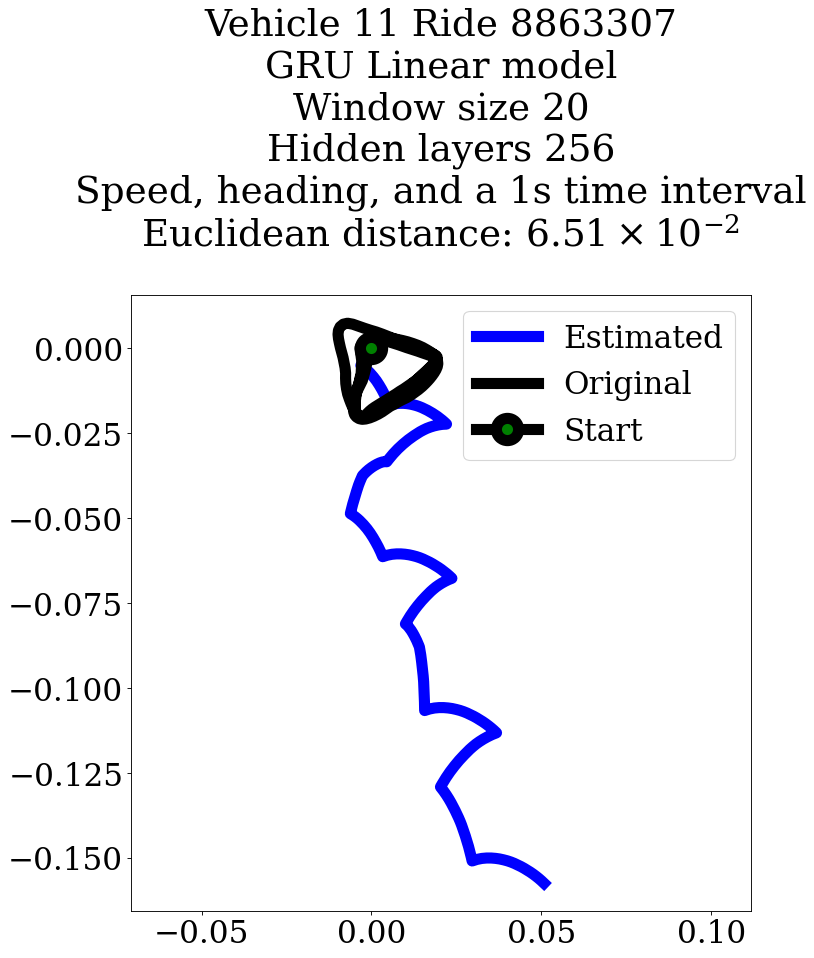 Vehicle 11 Ride 8863307
GRU Linear model
Window size 20
Hidden layers 256
Speed, heading, and a 1s time interval
Euclidean distance: 6.51 × 10⁻²
Estimated
Original
Start
0.000
−0.025
−0.050
−0.075
−0.100
−0.125
−0.150
−0.05 0.00 0.05 0.10